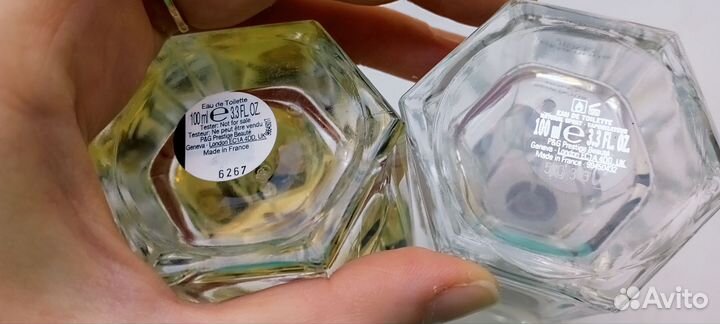 Eau de Toilette
100 ml e 3.3 FL OZ
Tester: Not for sale
Testeur: Ne peut être vendu
P&G Prestige Beauté
Geneva - London EC1A 4DD, UK
Made in France
6267
EAU DE TOILETTE
100 ml e 3.3 FL. OZ.
P&G Prestige Beauté
Geneva - London EC1A 4DD, UK
Made in France
Avito